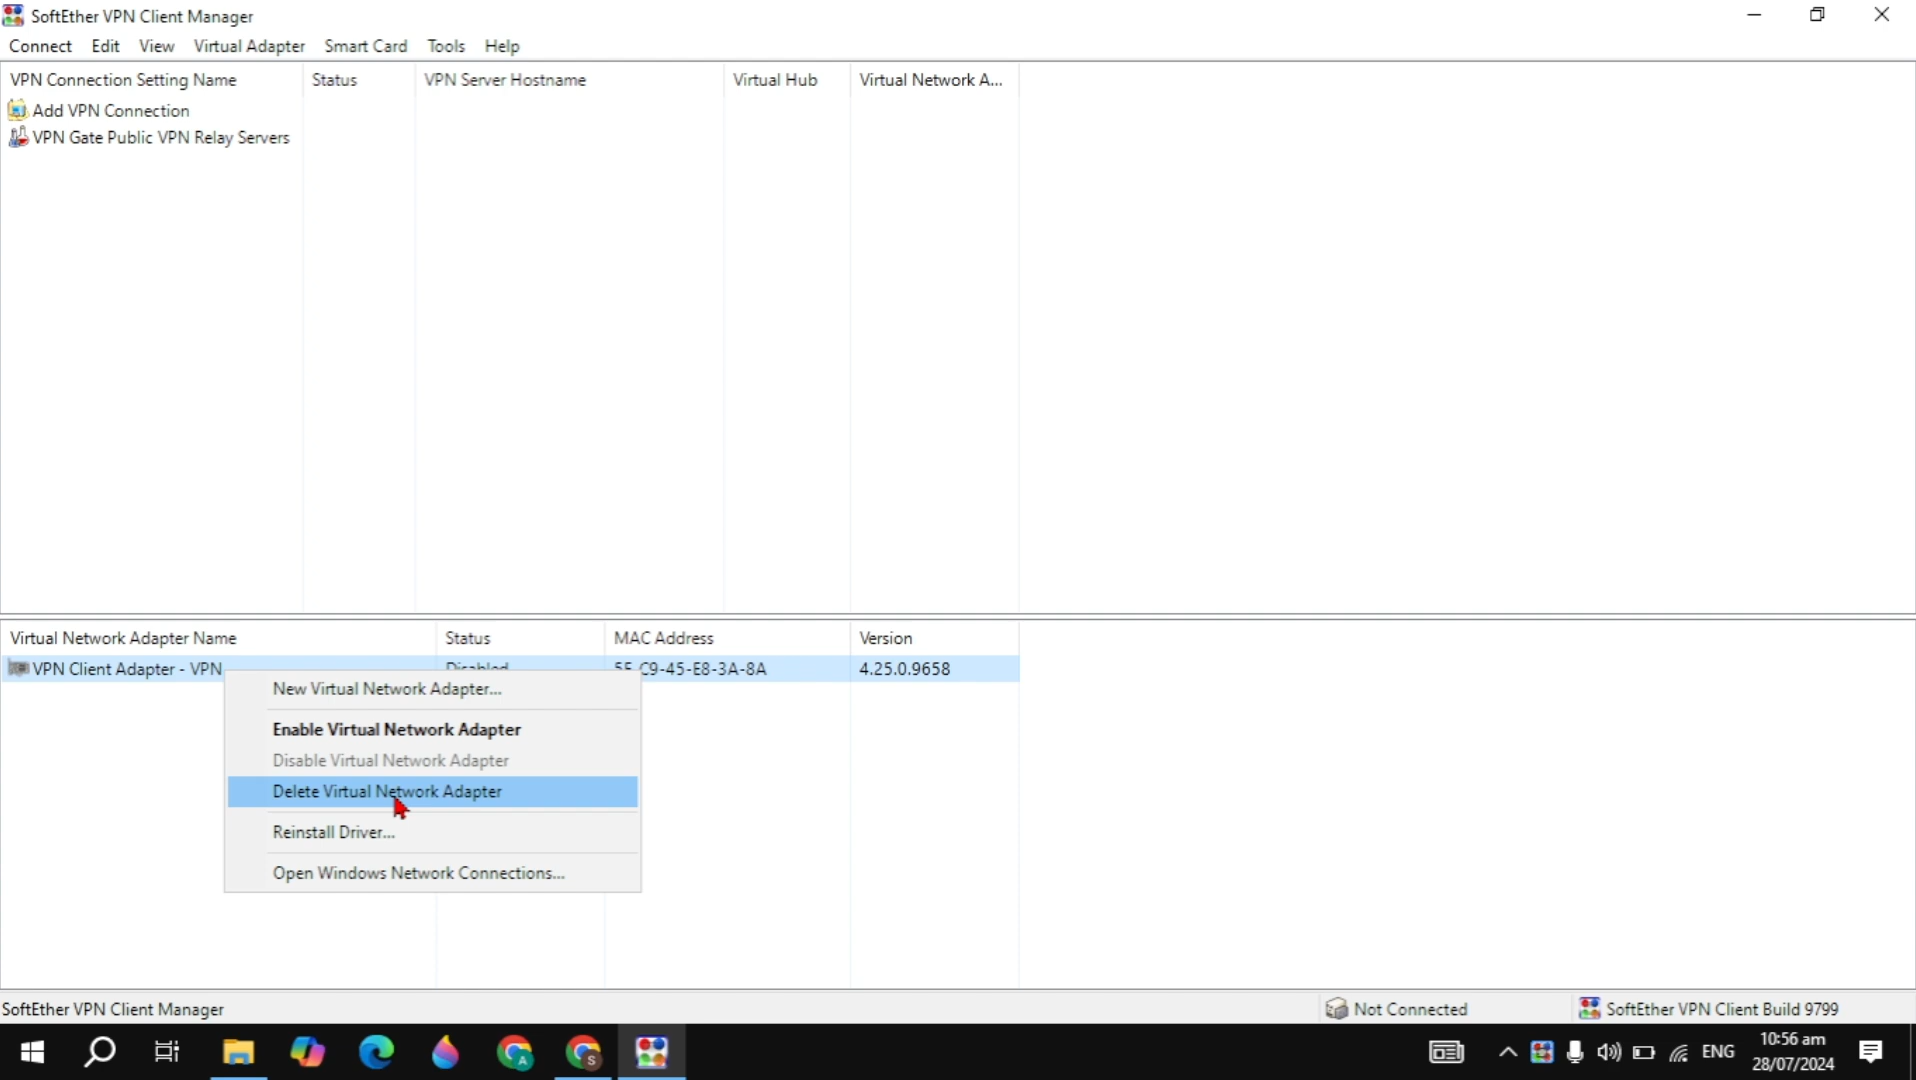 SoftEther VPN Client Manager
Connect Edit View Virtual Adapter Smart Card Tools Help
VPN Connection Setting Name Status VPN Server Hostname Virtual Hub Virtual Network A...
Add VPN Connection
VPN Gate Public VPN Relay Servers
Virtual Network Adapter Name Status MAC Address Version
VPN Client Adapter - VPN Disabled 5E-C9-45-E8-3A-8A 4.25.0.9658
New Virtual Network Adapter...
Enable Virtual Network Adapter
Disable Virtual Network Adapter
Delete Virtual Network Adapter
Reinstall Driver...
Open Windows Network Connections...
SoftEther VPN Client Manager Not Connected SoftEther VPN Client Build 9799
A S ENG 10:56 am
28/07/2024